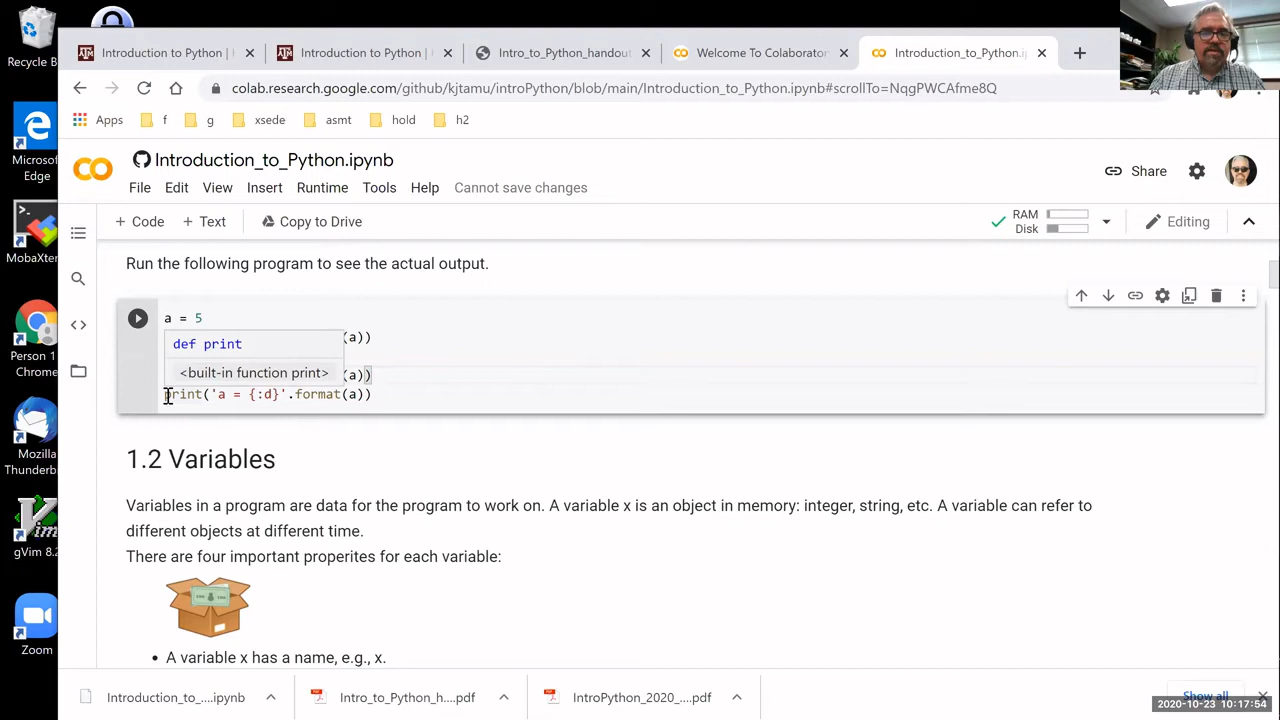 Recycle B
Introduction to Python |
Introduction to Python
Intro_to_Python_handout
Welcome To Colaborator
Introduction_to_Python.i
colab.research.google.com/github/sjtamu/introPython/blob/main/Introduction_to_Python.ipynb#scrollTo=NqgPWCAfme8Q
Apps f g xsede asmt hold h2
Microsof
Edge
Introduction_to_Python.ipynb
File Edit View Insert Runtime Tools Help Cannot save changes
Share
+ Code + Text Copy to Drive
RAM
Disk
Editing
MobaXter
Run the following program to see the actual output.
a = 5
(a))
def print
<built-in function print>
(a))
print('a = {:d}'.format(a))
Person 1
Chrome
1.2 Variables
Mozilla
Thunderb
Variables in a program are data for the program to work on. A variable x is an object in memory: integer, string, etc. A variable can refer to
different objects at different time.
There are four important properites for each variable:
gVim 8.2
Zoom
• A variable x has a name, e.g., x.
Introduction_to_....ipynb
Intro_to_Python_h....pdf
IntroPython_2020_....pdf
Show all
2020-10-23 10:17:54